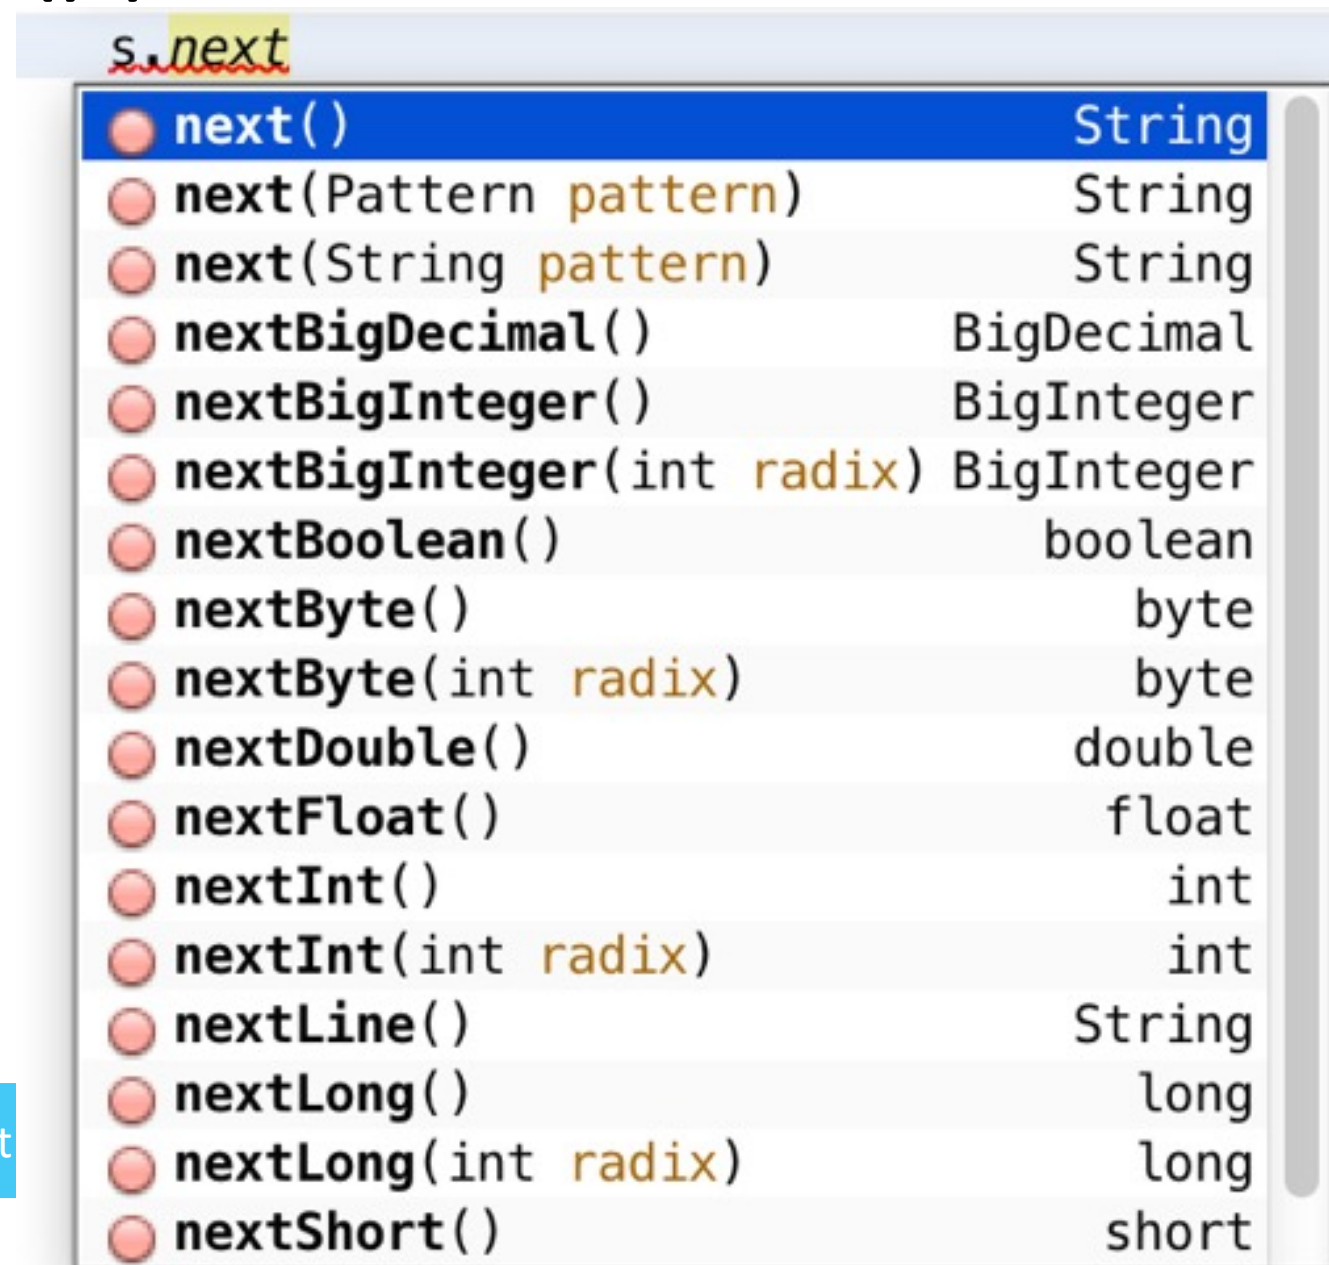 s.next
next() String
next(Pattern pattern) String
next(String pattern) String
nextBigDecimal() BigDecimal
nextBigInteger() BigInteger
nextBigInteger(int radix) BigInteger
nextBoolean() boolean
nextByte() byte
nextByte(int radix) byte
nextDouble() double
nextFloat() float
nextInt() int
nextInt(int radix) int
nextLine() String
nextLong() long
t
nextLong(int radix) long
nextShort() short